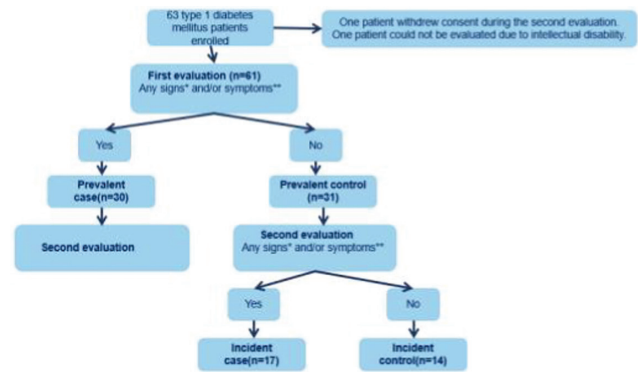 63 type 1 diabetes
mellitus patients
enrolled
One patient withdrew consent during the second evaluation.
One patient could not be evaluated due to intellectual disability.
First evaluation (n=61)
Any signs* and/or symptoms**
Yes
No
Prevalent
case(n=30)
Prevalent control
(n=31)
Second evaluation
Second evaluation
Any signs* and/or symptoms**
Yes
No
Incident
case(n=17)
Incident
control(n=14)